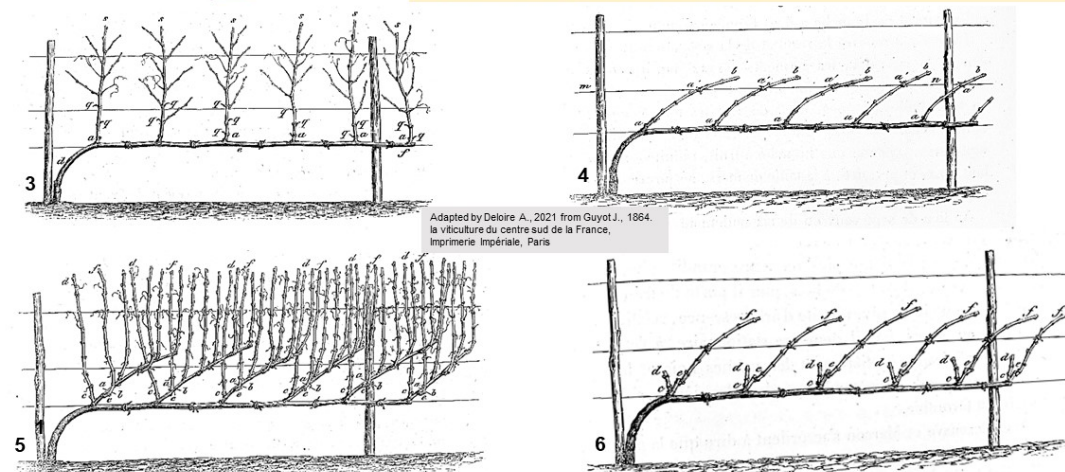 s s s s s s
q q q q q q
q q q q q q
a a a a a
d e f
3
b b b b b
m a' a' a' a' n a'
a a a a a
4
Adapted by Deloire A., 2021 from Guyot J., 1864.
la viticulture du centre sud de la France,
Imprimerie Impériale, Paris
d f d f d f d f d f
5
f f f f f f
d d d d d d
6